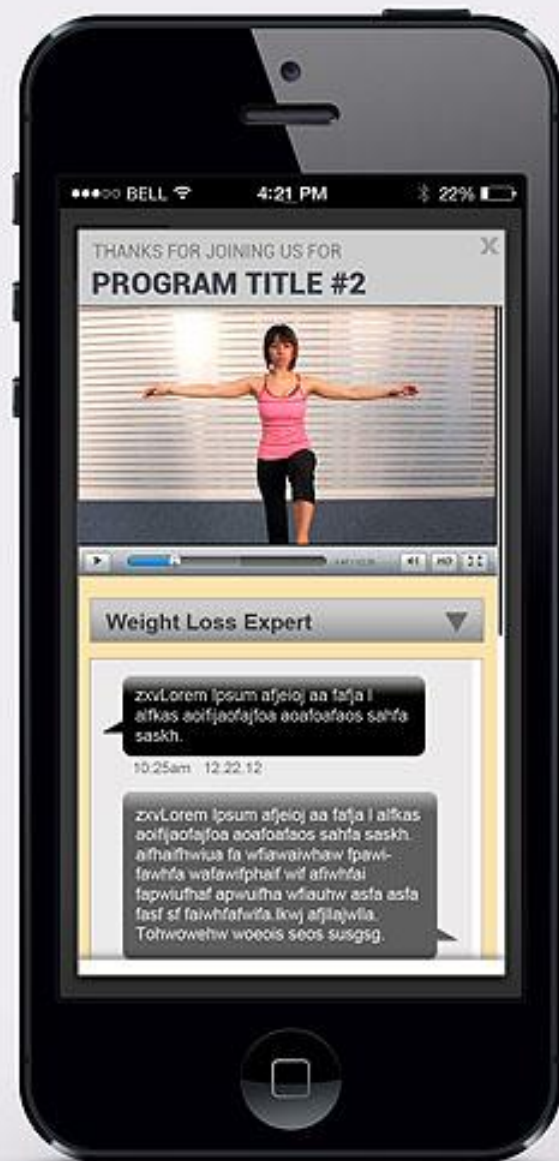 BELL 4:21 PM 22%
THANKS FOR JOINING US FOR X
PROGRAM TITLE #2
HD
Weight Loss Expert
zxvLorem Ipsum afjeioj aa fafja l
alfkas aoifijaofajfoa aoafoafaos sahfa
saskh.
10:25am 12.22.12
zxvLorem Ipsum afjeioj aa fafja l alfkas
aoifijaofajfoa aoafoafaos sahfa saskh.
aifhaifhwiua fa wfiawaiwhaw fpawi-
fawhfa wafawifphaif wif afiwhfai
fapwiufhaf apwuifha wfiauhw asfa asfa
fasf sf faiwhfafwifa.lkwj afjllajwlla.
Tohwowehw woeois seos susgsg.